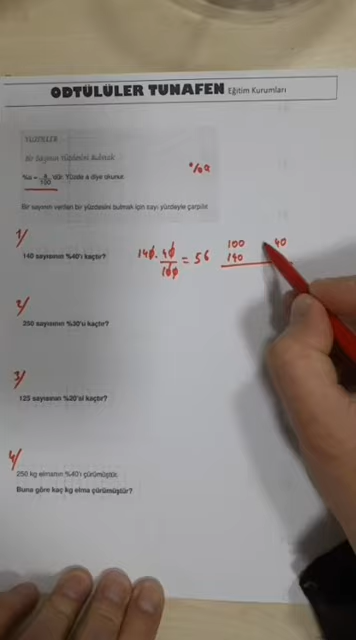 ODTÜLÜLER TUNAFEN Eğitim Kurumları
YÜZDELER
Bir Sayının Yüzdesini Bulmak
%a = a/100 'dür. Yüzde a diye okunur.
%a
Bir sayının verilen bir yüzdesini bulmak için sayı yüzdeyle çarpılır.
1/
140 sayısının %40'ı kaçtır?
140 . 40/100 = 56
100 40
140
2/
350 sayısının %30'u kaçtır?
3/
125 sayısının %20'si kaçtır?
4/
250 kg elmanın %40'ı çürümüştür.
Buna göre kaç kg elma çürümüştür?